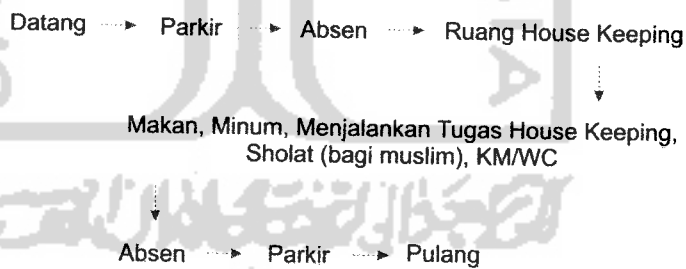 Datang → Parkir → Absen → Ruang House Keeping
Makan, Minum, Menjalankan Tugas House Keeping,
Sholat (bagi muslim), KM/WC
Absen → Parkir → Pulang